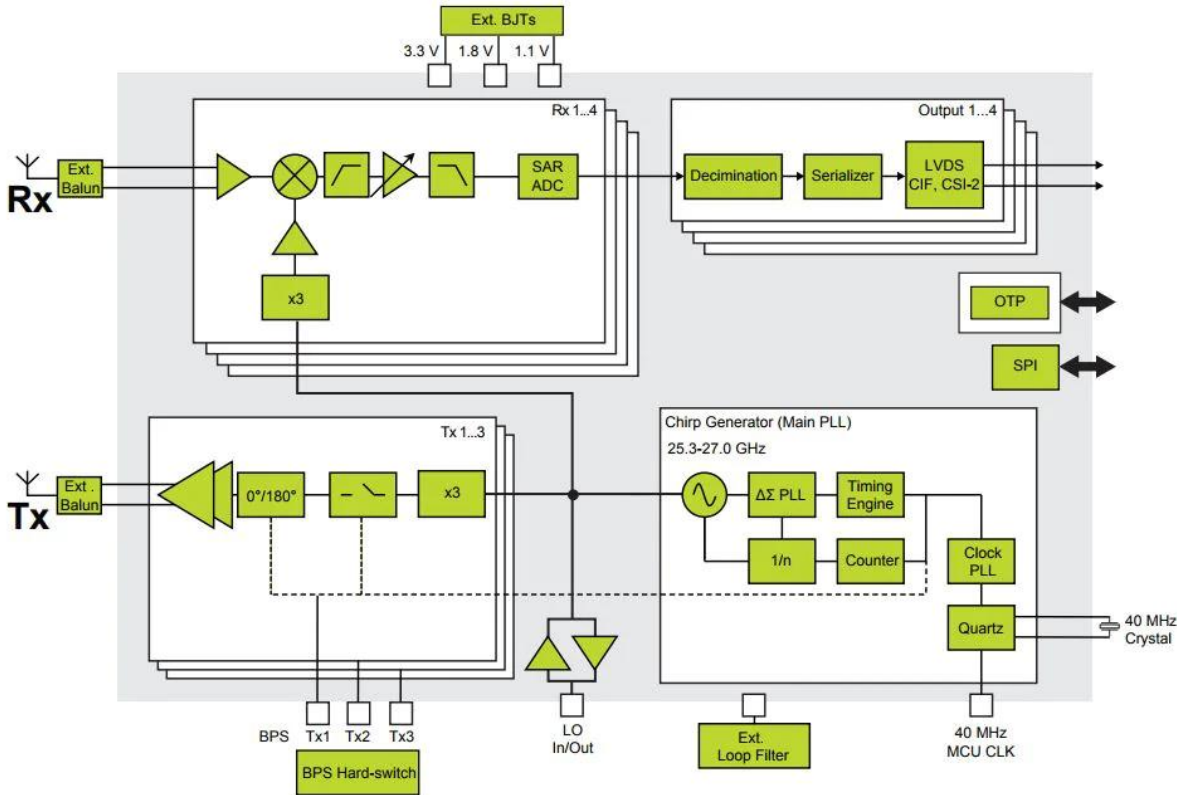 Ext. BJTs
3.3 V
1.8 V
1.1 V
Rx 1...4
Output 1...4
Ext.
Balun
Rx
SAR
ADC
Decimination
Serializer
LVDS
CIF, CSI-2
x3
OTP
SPI
Tx 1...3
Chirp Generator (Main PLL)
25.3-27.0 GHz
Ext .
Balun
Tx
0°/180°
x3
ΔΣ PLL
Timing
Engine
1/n
Counter
Clock
PLL
Quartz
40 MHz
Crystal
BPS
Tx1
Tx2
Tx3
LO
In/Out
40 MHz
MCU CLK
BPS Hard-switch
Ext.
Loop Filter